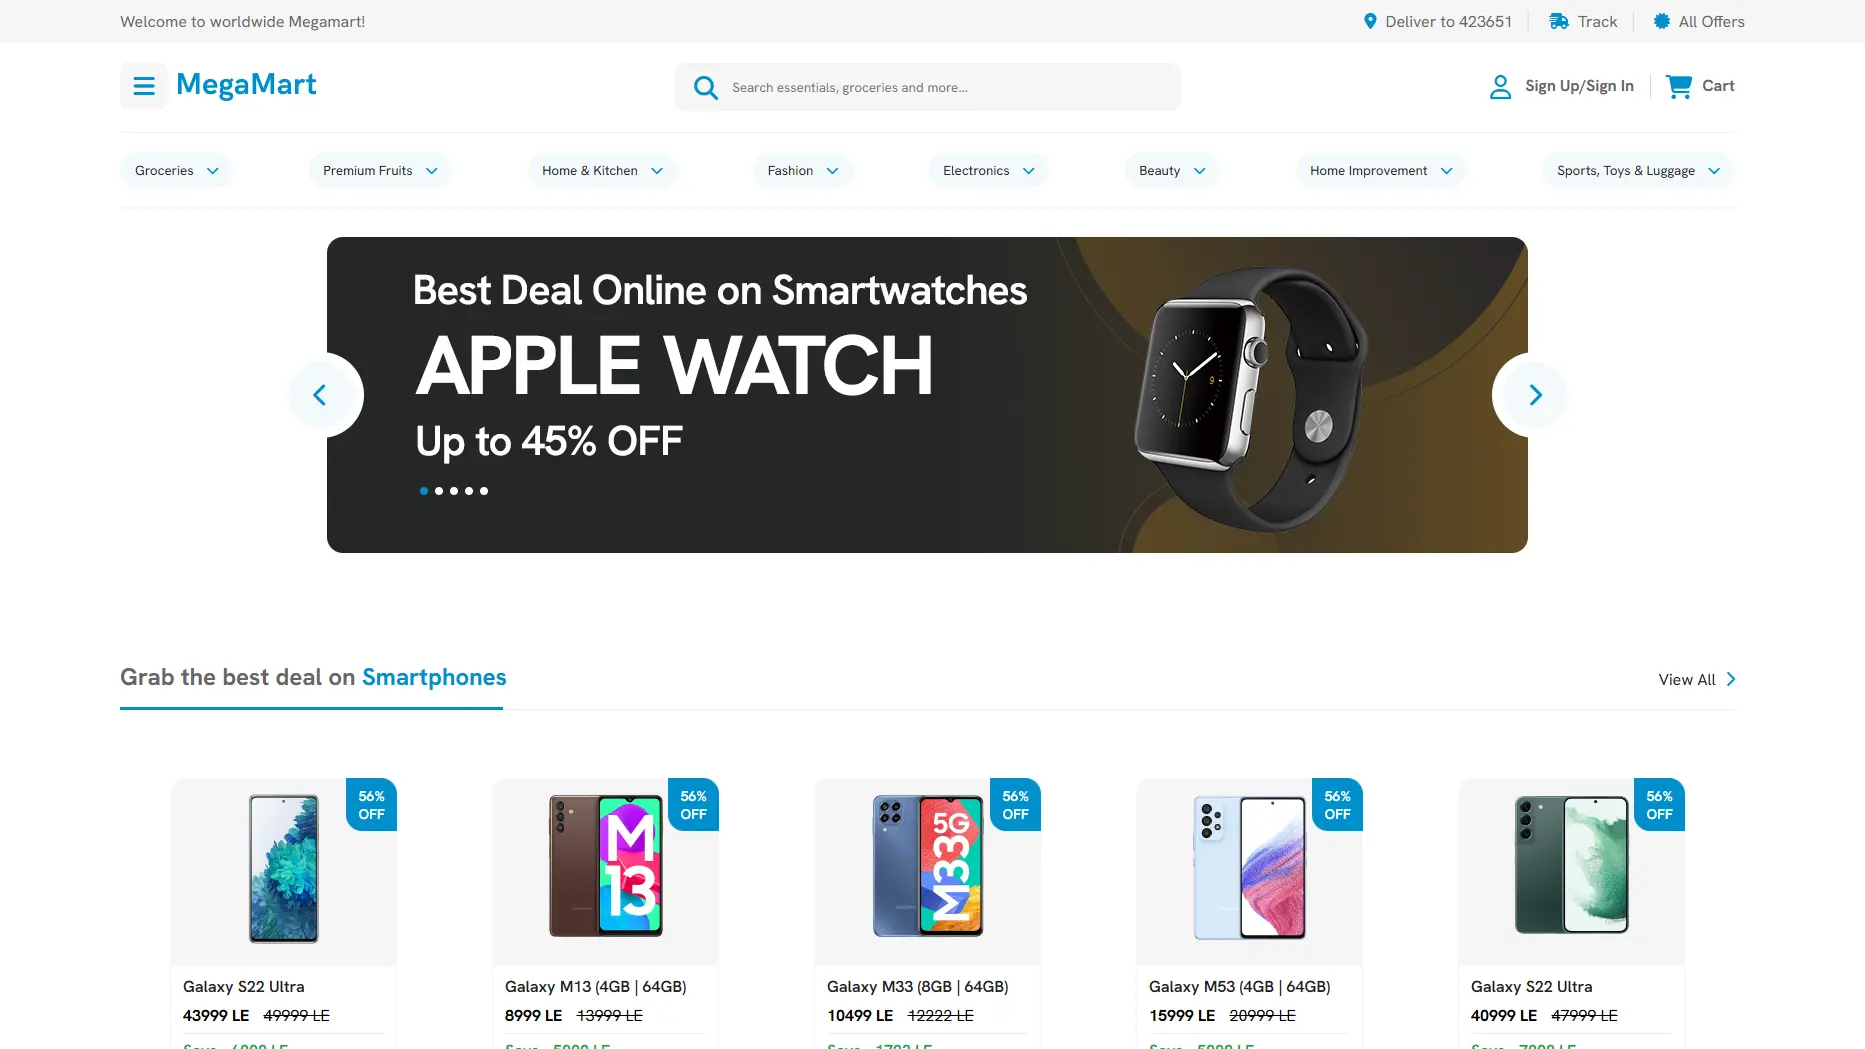 Welcome to worldwide Megamart!
Deliver to 423651
Track
All Offers
MegaMart
Search essentials, groceries and more...
Sign Up/Sign In
Cart
Groceries
Premium Fruits
Home & Kitchen
Fashion
Electronics
Beauty
Home Improvement
Sports, Toys & Luggage
Best Deal Online on Smartwatches
APPLE WATCH
Up to 45% OFF
9
Grab the best deal on Smartphones
View All
56%
OFF
M
13
56%
OFF
M33 5G
56%
OFF
56%
OFF
56%
OFF
Galaxy S22 Ultra
43999 LE 49999 LE
Galaxy M13 (4GB | 64GB)
8999 LE 13999 LE
Galaxy M33 (8GB | 64GB)
10499 LE 12222 LE
Galaxy M53 (4GB | 64GB)
15999 LE 20999 LE
Galaxy S22 Ultra
40999 LE 47999 LE